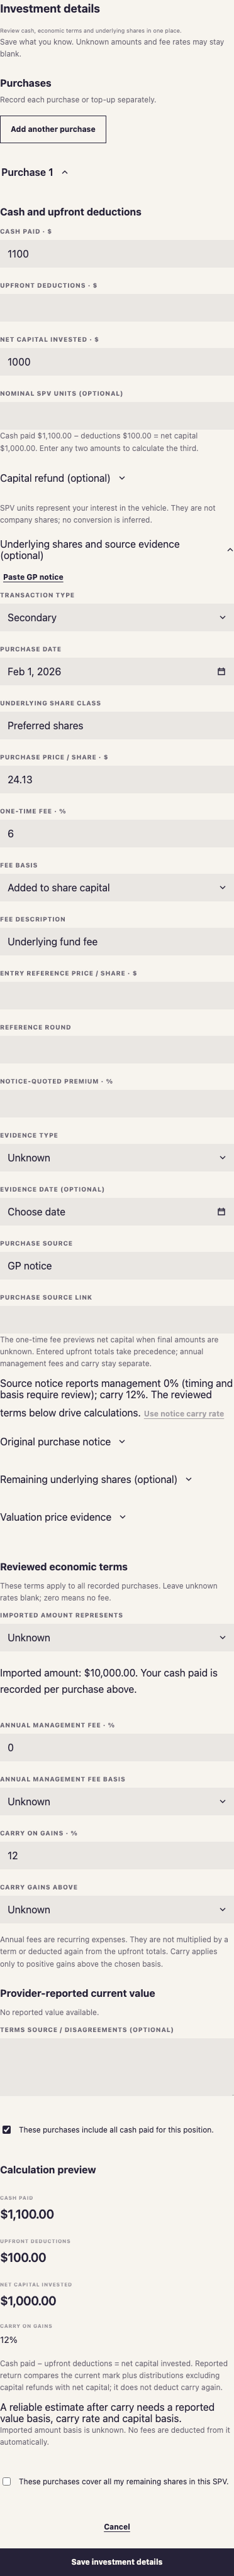 Investment details
Review cash, economic terms and underlying shares in one place.
Save what you know. Unknown amounts and fee rates may stay
blank.
Purchases
Record each purchase or top-up separately.
Add another purchase
Purchase 1
Cash and upfront deductions
CASH PAID · $
1100
UPFRONT DEDUCTIONS · $
NET CAPITAL INVESTED · $
1000
NOMINAL SPV UNITS (OPTIONAL)
Cash paid $1,100.00 − deductions $100.00 = net capital
$1,000.00. Enter any two amounts to calculate the third.
Capital refund (optional)
SPV units represent your interest in the vehicle. They are not
company shares; no conversion is inferred.
Underlying shares and source evidence
(optional)
Paste GP notice
TRANSACTION TYPE
Secondary
PURCHASE DATE
Feb 1, 2026
UNDERLYING SHARE CLASS
Preferred shares
PURCHASE PRICE / SHARE · $
24.13
ONE-TIME FEE · %
6
FEE BASIS
Added to share capital
FEE DESCRIPTION
Underlying fund fee
ENTRY REFERENCE PRICE / SHARE · $
REFERENCE ROUND
NOTICE-QUOTED PREMIUM · %
EVIDENCE TYPE
Unknown
EVIDENCE DATE (OPTIONAL)
Choose date
PURCHASE SOURCE
GP notice
PURCHASE SOURCE LINK
The one-time fee previews net capital when final amounts are
unknown. Entered upfront totals take precedence; annual
management fees and carry stay separate.
Source notice reports management 0% (timing and
basis require review); carry 12%. The reviewed
terms below drive calculations. Use notice carry rate
Original purchase notice
Remaining underlying shares (optional)
Valuation price evidence
Reviewed economic terms
These terms apply to all recorded purchases. Leave unknown
rates blank; zero means no fee.
IMPORTED AMOUNT REPRESENTS
Unknown
Imported amount: $10,000.00. Your cash paid is
recorded per purchase above.
ANNUAL MANAGEMENT FEE · %
0
ANNUAL MANAGEMENT FEE BASIS
Unknown
CARRY ON GAINS · %
12
CARRY GAINS ABOVE
Unknown
Annual fees are recurring expenses. They are not multiplied by a
term or deducted again from the upfront totals. Carry applies
only to positive gains above the chosen basis.
Provider-reported current value
No reported value available.
TERMS SOURCE / DISAGREEMENTS (OPTIONAL)
These purchases include all cash paid for this position.
Calculation preview
CASH PAID
$1,100.00
UPFRONT DEDUCTIONS
$100.00
NET CAPITAL INVESTED
$1,000.00
CARRY ON GAINS
12%
Cash paid − upfront deductions = net capital invested. Reported
return compares the current mark plus distributions excluding
capital refunds with net capital; it does not deduct carry again.
A reliable estimate after carry needs a reported
value basis, carry rate and capital basis.
Imported amount basis is unknown. No fees are deducted from it
automatically.
These purchases cover all my remaining shares in this SPV.
Cancel
Save investment details